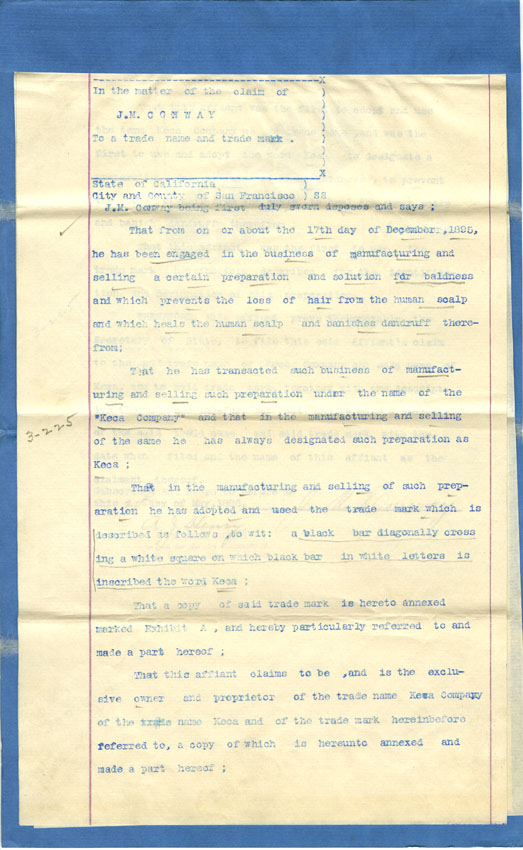 In the matter of the claim of
J.M. CONWAY
To a trade name and trade mark .
State of California )
City and County of San Francisco ) SS
J.M. Conway being first duly sworn deposes and says ;
That from on or about the 17th day of December, 1895,
he has been engaged in the business of manufacturing and
selling a certain preparation and solution for baldness
and which prevents the loss of hair from the human scalp
and which heals the human scalp and banishes dandruff there-
from;
That he has transacted such business of manufact-
uring and selling such preparation under the name of the
"Keca Company" and that in the manufacturing and selling
of the same he has always designated such preparation as
Keca ;
3-2-25
That in the manufacturing and selling of such prep-
aration he has adopted and used the trade mark which is
described as follows ,to wit: a black bar diagonally cross
ing a white square on which black bar in white letters is
inscribed the word Keca ;
That a copy of said trade mark is hereto annexed
marked Exhibit A , and hereby particularly referred to and
made a part hereof ;
That this affiant claims to be ,and is the exclu-
sive owner and proprietor of the trade name Keca Company
of the trade name Keca and of the trade mark hereinbefore
referred to, a copy of which is hereunto annexed and
made a part hereof ;